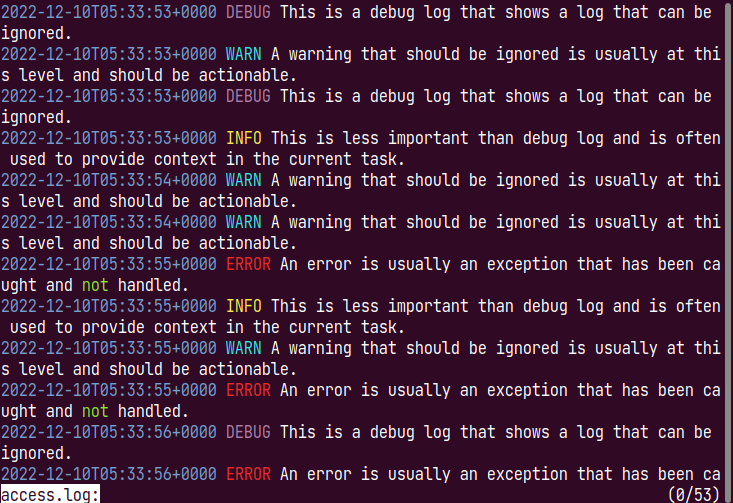 2022-12-10T05:33:53+0000 DEBUG This is a debug log that shows a log that can be
ignored.
2022-12-10T05:33:53+0000 WARN A warning that should be ignored is usually at thi
s level and should be actionable.
2022-12-10T05:33:53+0000 DEBUG This is a debug log that shows a log that can be
ignored.
2022-12-10T05:33:53+0000 INFO This is less important than debug log and is often
 used to provide context in the current task.
2022-12-10T05:33:54+0000 WARN A warning that should be ignored is usually at thi
s level and should be actionable.
2022-12-10T05:33:54+0000 WARN A warning that should be ignored is usually at thi
s level and should be actionable.
2022-12-10T05:33:55+0000 ERROR An error is usually an exception that has been ca
ught and not handled.
2022-12-10T05:33:55+0000 INFO This is less important than debug log and is often
 used to provide context in the current task.
2022-12-10T05:33:55+0000 WARN A warning that should be ignored is usually at thi
s level and should be actionable.
2022-12-10T05:33:55+0000 ERROR An error is usually an exception that has been ca
ught and not handled.
2022-12-10T05:33:56+0000 DEBUG This is a debug log that shows a log that can be
ignored.
2022-12-10T05:33:56+0000 ERROR An error is usually an exception that has been ca
access.log: (0/53)